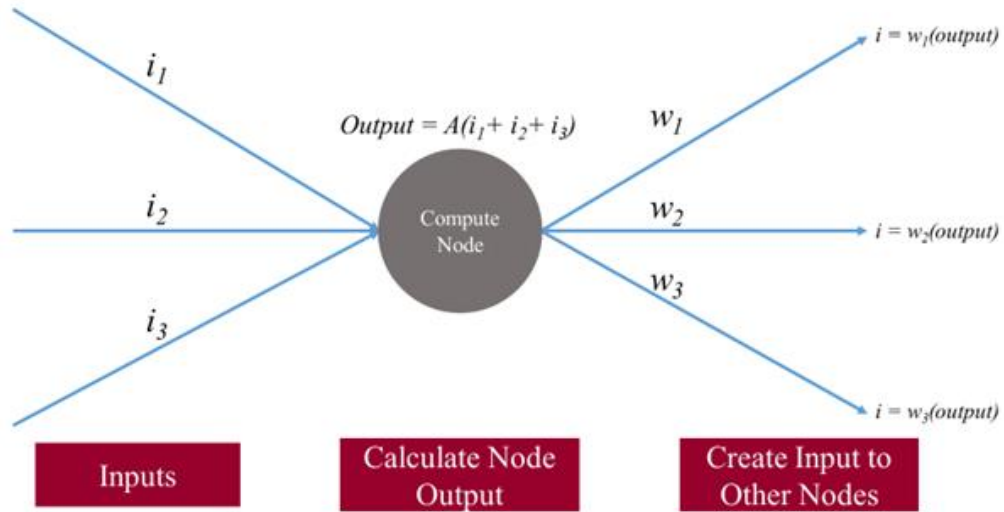 i = w₁(output)
i₁
w₁
Output = A(i₁+ i₂+ i₃)
i₂
Compute
Node
w₂
i = w₂(output)
w₃
i₃
i = w₃(output)
Inputs
Calculate Node
Output
Create Input to
Other Nodes